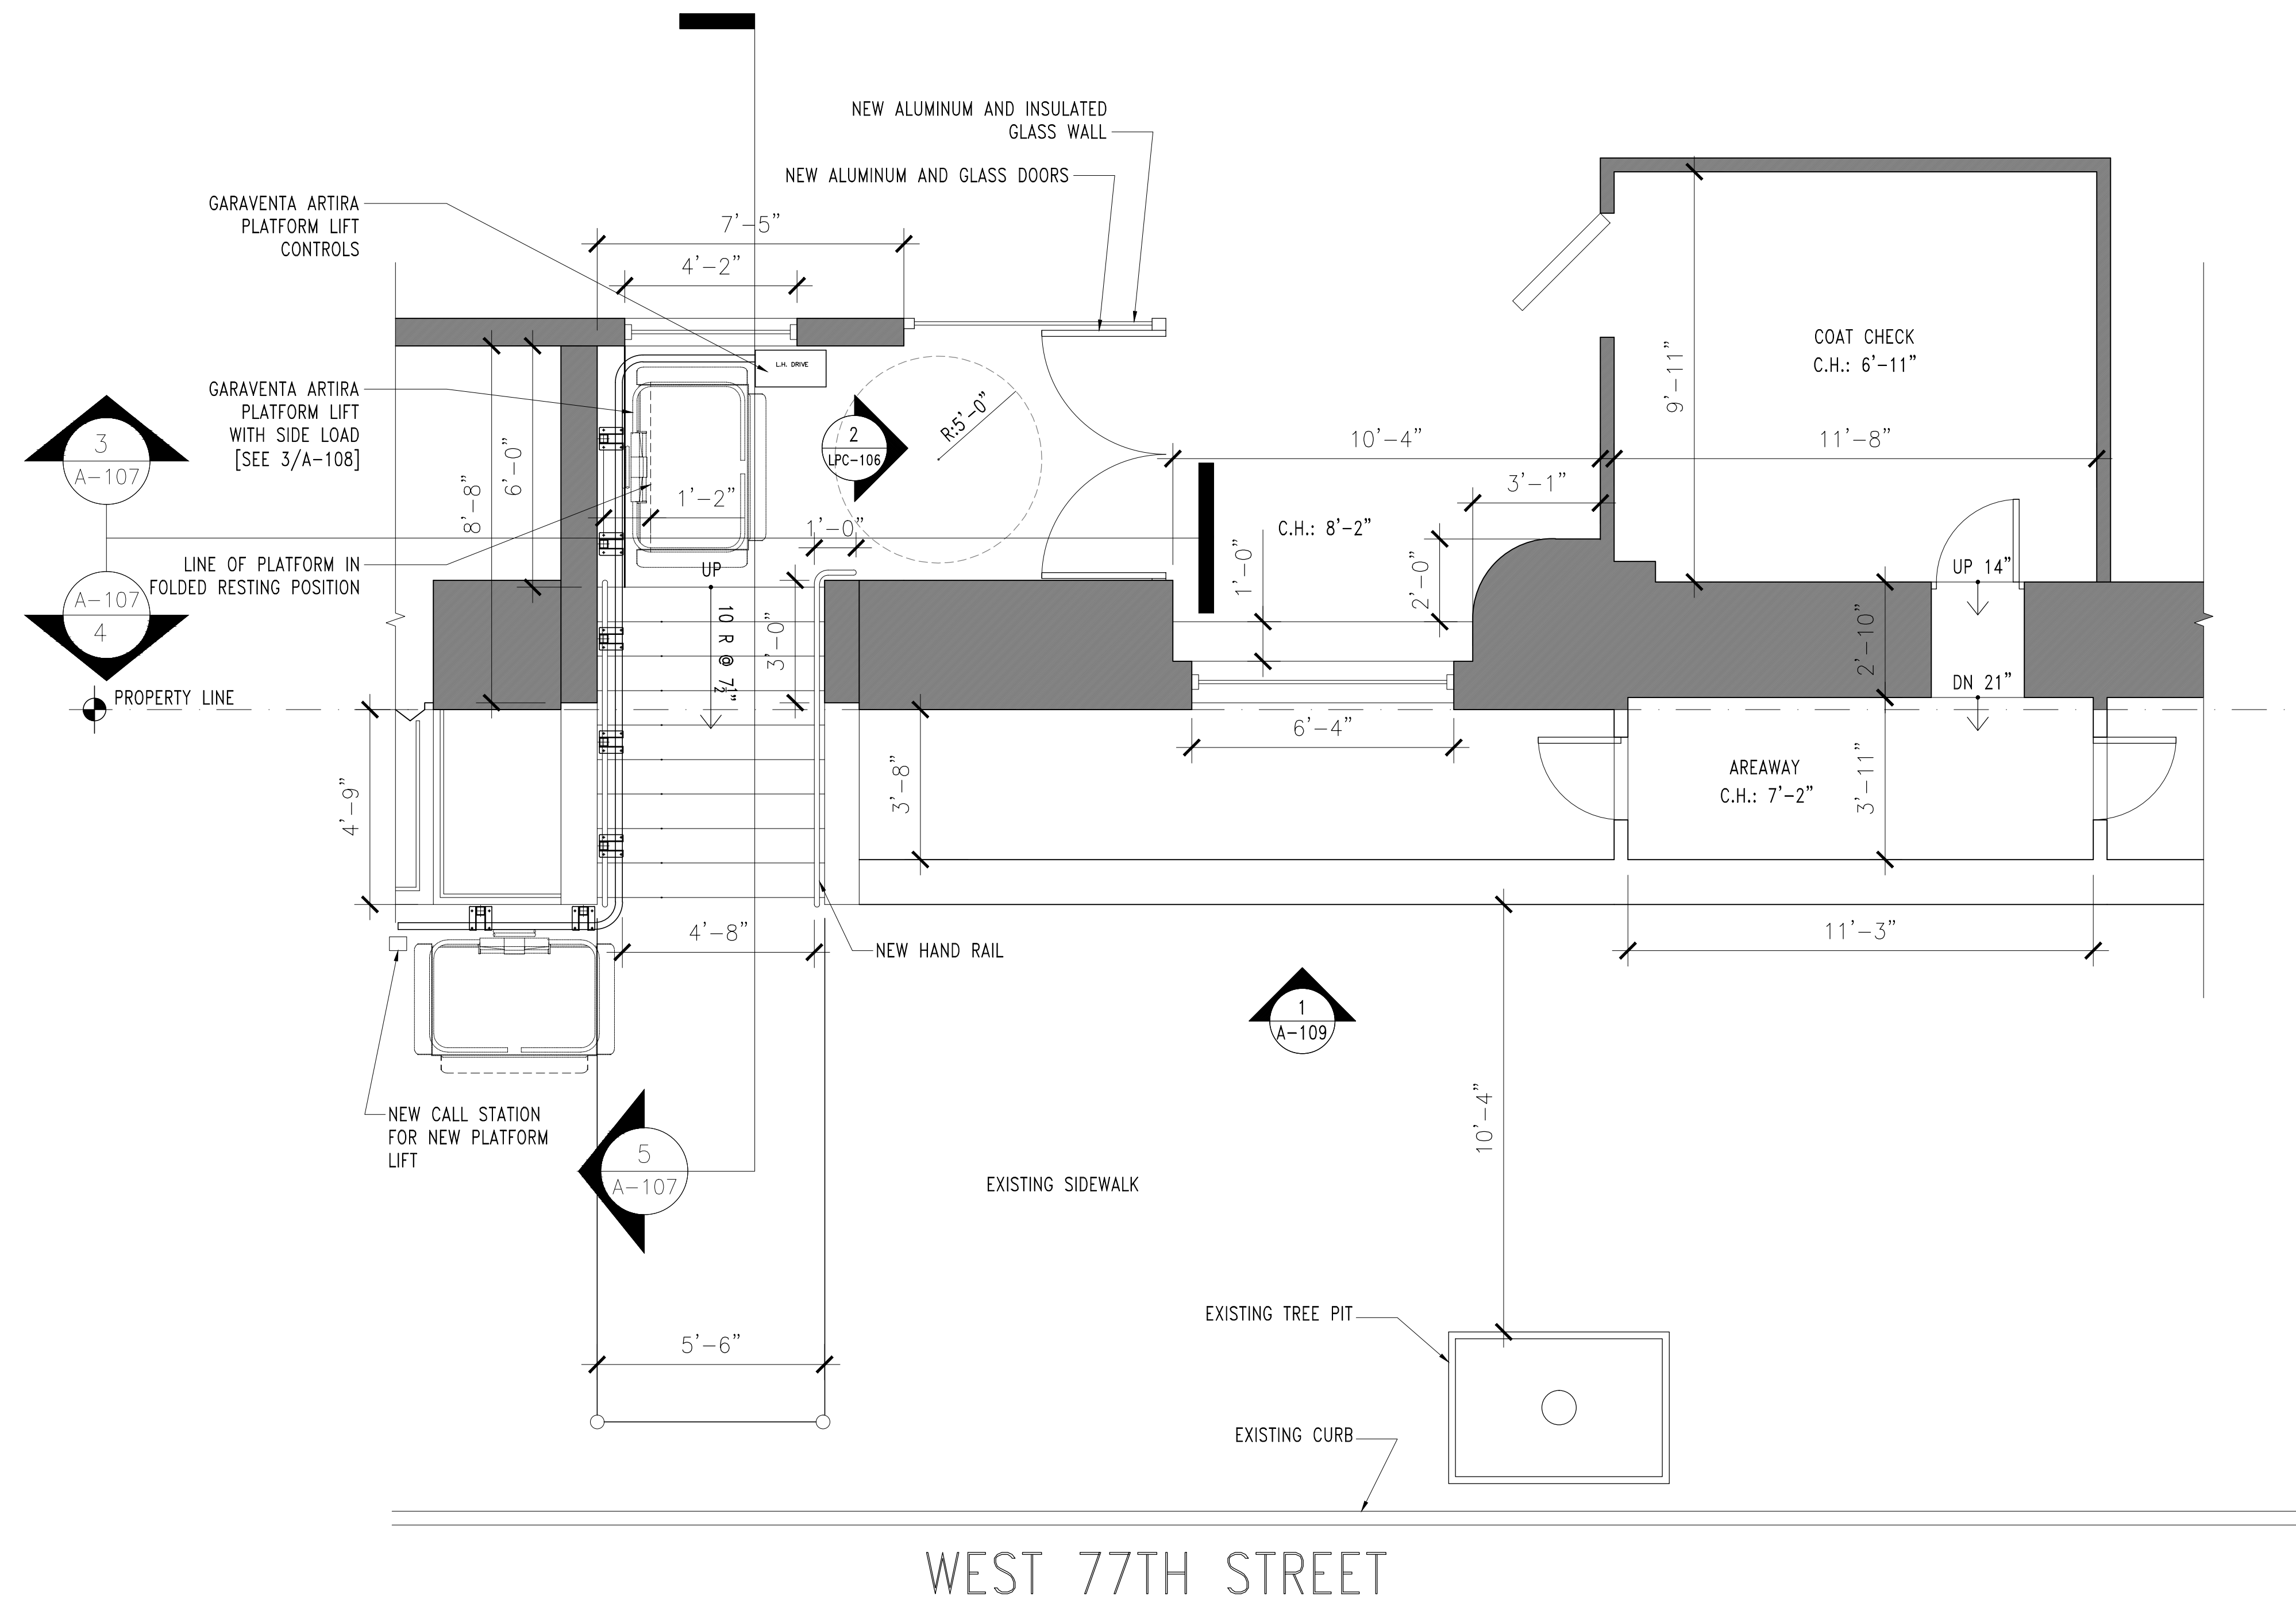 NEW ALUMINUM AND INSULATED
GLASS WALL
NEW ALUMINUM AND GLASS DOORS
GARAVENTA ARTIRA
PLATFORM LIFT
CONTROLS
7'-5"
4'-2"
L.H. DRIVE
COAT CHECK
C.H.: 6'-11"
9'-11"
GARAVENTA ARTIRA
PLATFORM LIFT
WITH SIDE LOAD
[SEE 3/A-108]
3
A-107
8'-8"
6'-0"
2
LPC-106
R:5'-0"
10'-4"
11'-8"
3'-1"
1'-2"
1'-0"
C.H.: 8'-2"
1'-0"
2'-0"
LINE OF PLATFORM IN
FOLDED RESTING POSITION
UP
UP 14"
A-107
4
10 R @ 7½"
3'-0"
2'-10"
DN 21"
PROPERTY LINE
6'-4"
4'-9"
3'-8"
AREAWAY
C.H.: 7'-2"
3'-11"
4'-8"
NEW HAND RAIL
11'-3"
1
A-109
NEW CALL STATION
FOR NEW PLATFORM
LIFT
10'-4"
5
A-107
EXISTING SIDEWALK
EXISTING TREE PIT
5'-6"
EXISTING CURB
WEST 77TH STREET